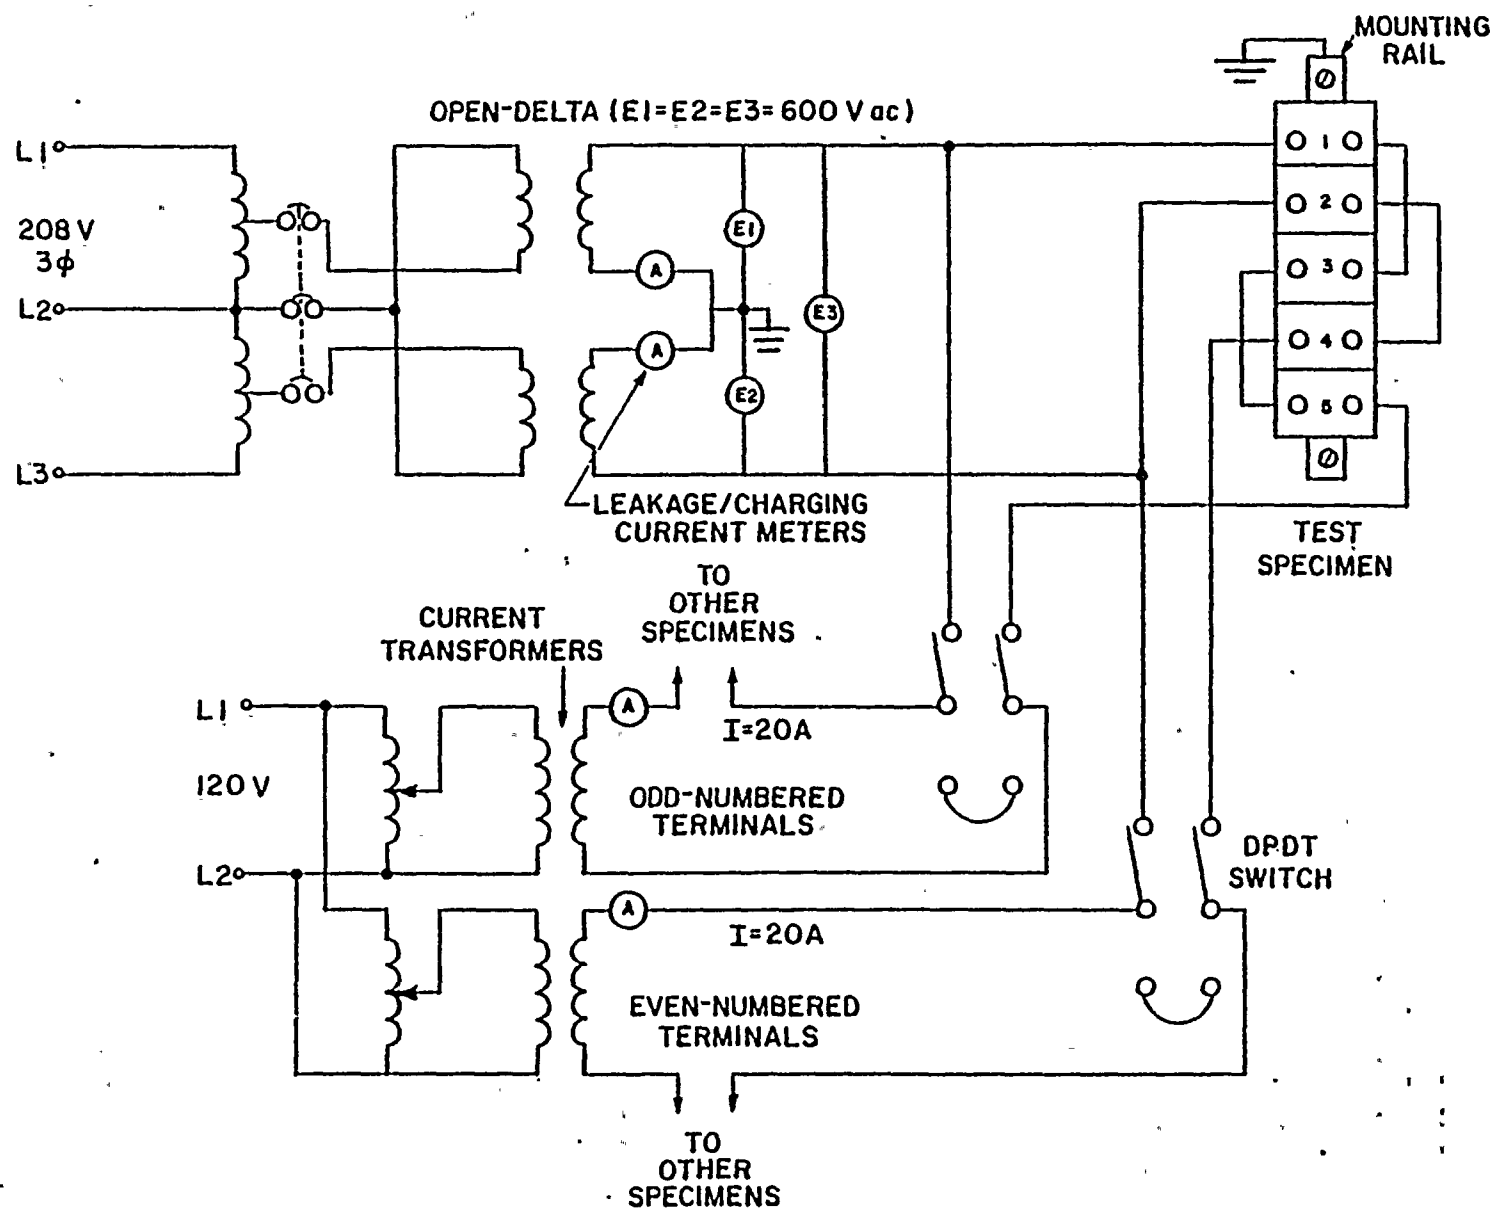 MOUNTING
RAIL
OPEN-DELTA (E1=E2=E3=600 V ac)
L1
208 V
3ϕ
L2
L3
E1
A
E3
A
E2
1
2
3
4
5
LEAKAGE/CHARGING
CURRENT METERS
TEST
SPECIMEN
TO
OTHER
SPECIMENS
CURRENT
TRANSFORMERS
L1
A
I=20A
120 V
ODD-NUMBERED
TERMINALS
L2
DPDT
SWITCH
A
I=20A
EVEN-NUMBERED
TERMINALS
TO
OTHER
SPECIMENS